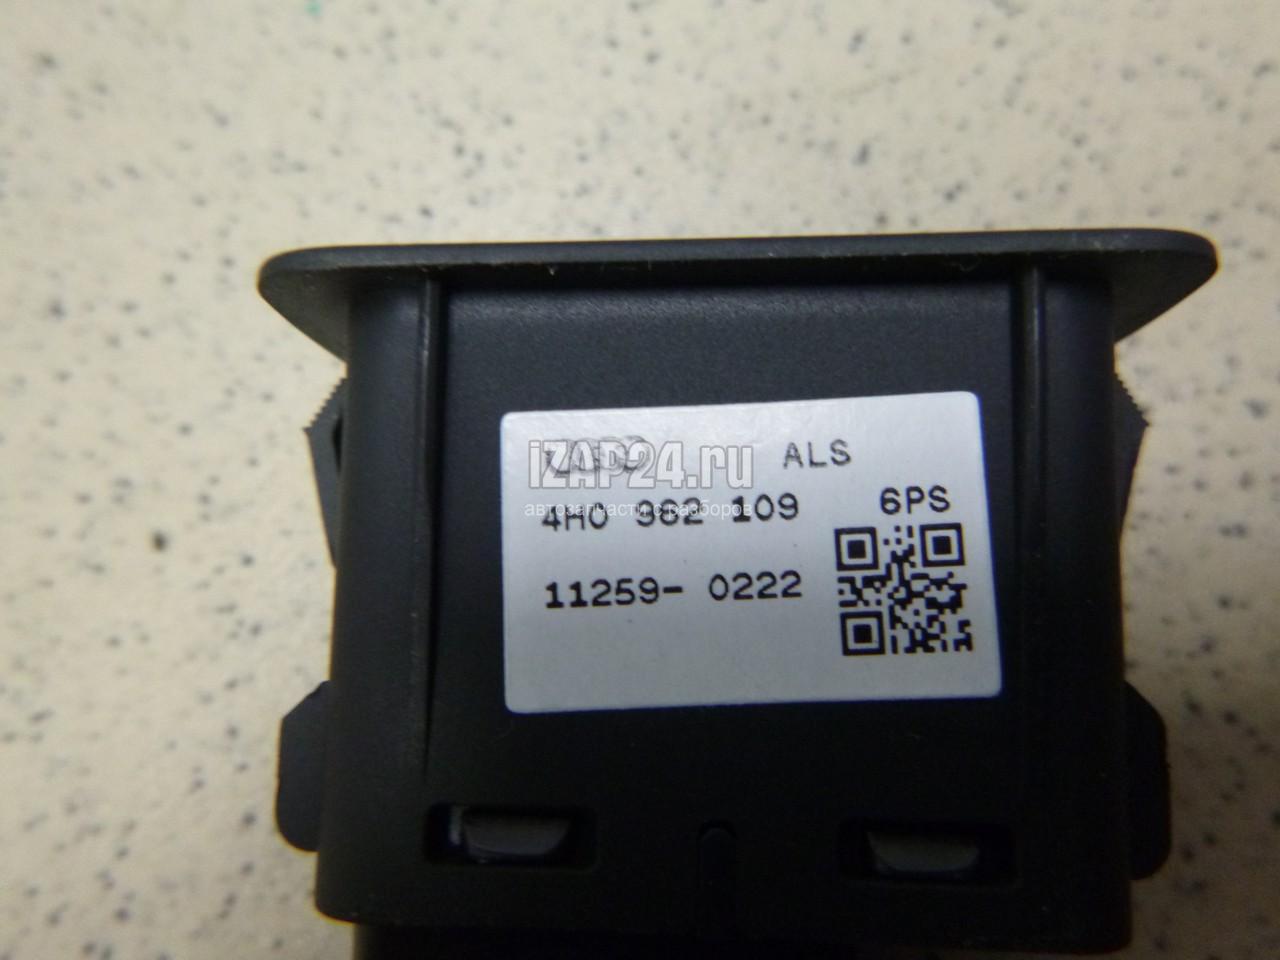 iZAP24.ru
ALS
автозапчасти с разборов
4H0 982 109 6PS
11259- 0222